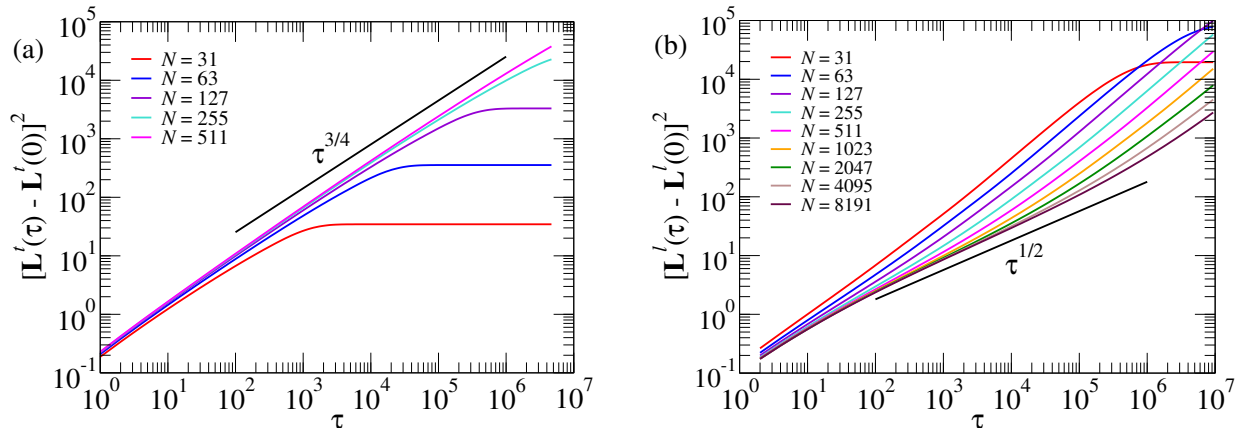 (a)
[L^t(τ) - L^t(0)]^2
10^5
10^4
10^3
10^2
10^1
10^0
10^-1
N = 31
N = 63
N = 127
N = 255
N = 511
τ^3/4
10^0 10^1 10^2 10^3 10^4 10^5 10^6 10^7
τ
(b)
[L^l(τ) - L^l(0)]^2
10^5
10^4
10^3
10^2
10^1
10^0
10^-1
N = 31
N = 63
N = 127
N = 255
N = 511
N = 1023
N = 2047
N = 4095
N = 8191
τ^1/2
10^0 10^1 10^2 10^3 10^4 10^5 10^6 10^7
τ